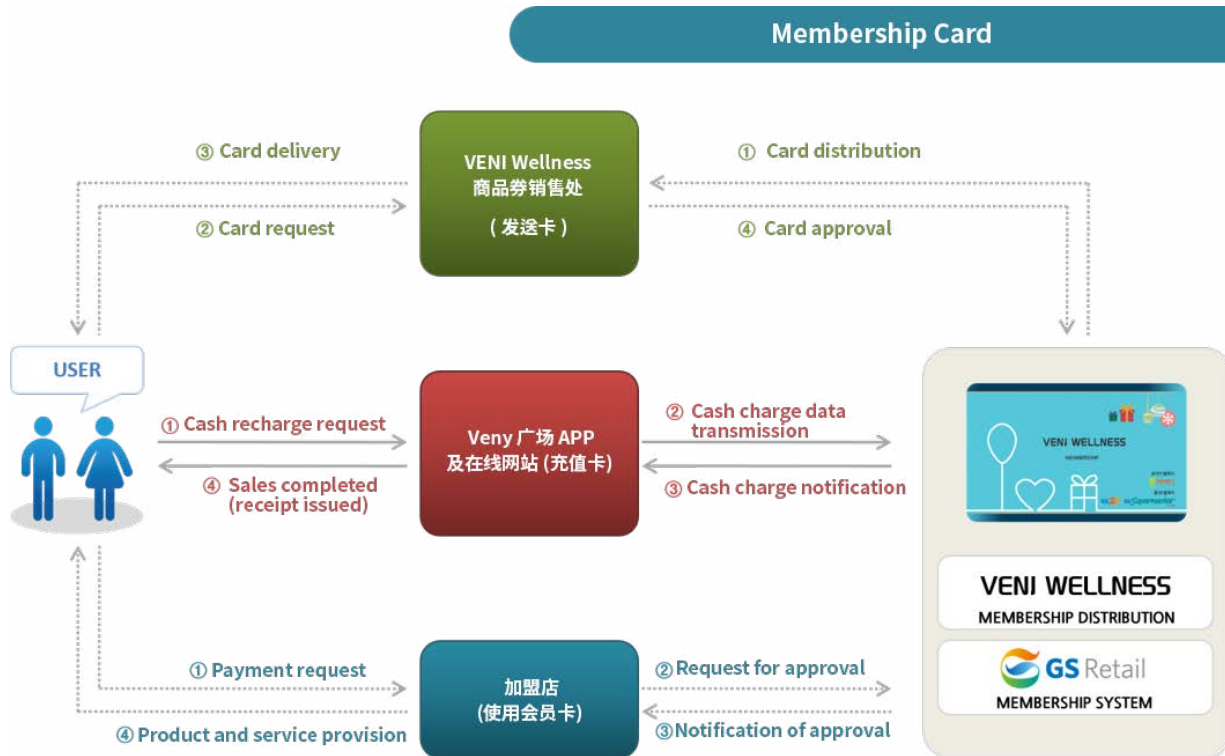 Membership Card
③ Card delivery
② Card request
VENI Wellness
商品券销售处
( 发送卡 )
① Card distribution
④ Card approval
USER
① Cash recharge request
④ Sales completed
(receipt issued)
Veny 广场 APP
及在线网站 (充值卡)
② Cash charge data
transmission
③ Cash charge notification
VENI WELLNESS
MEMBERSHIP
VENI WELLNESS
MEMBERSHIP DISTRIBUTION
GS Retail
MEMBERSHIP SYSTEM
① Payment request
④ Product and service provision
加盟店
(使用会员卡)
② Request for approval
③Notification of approval